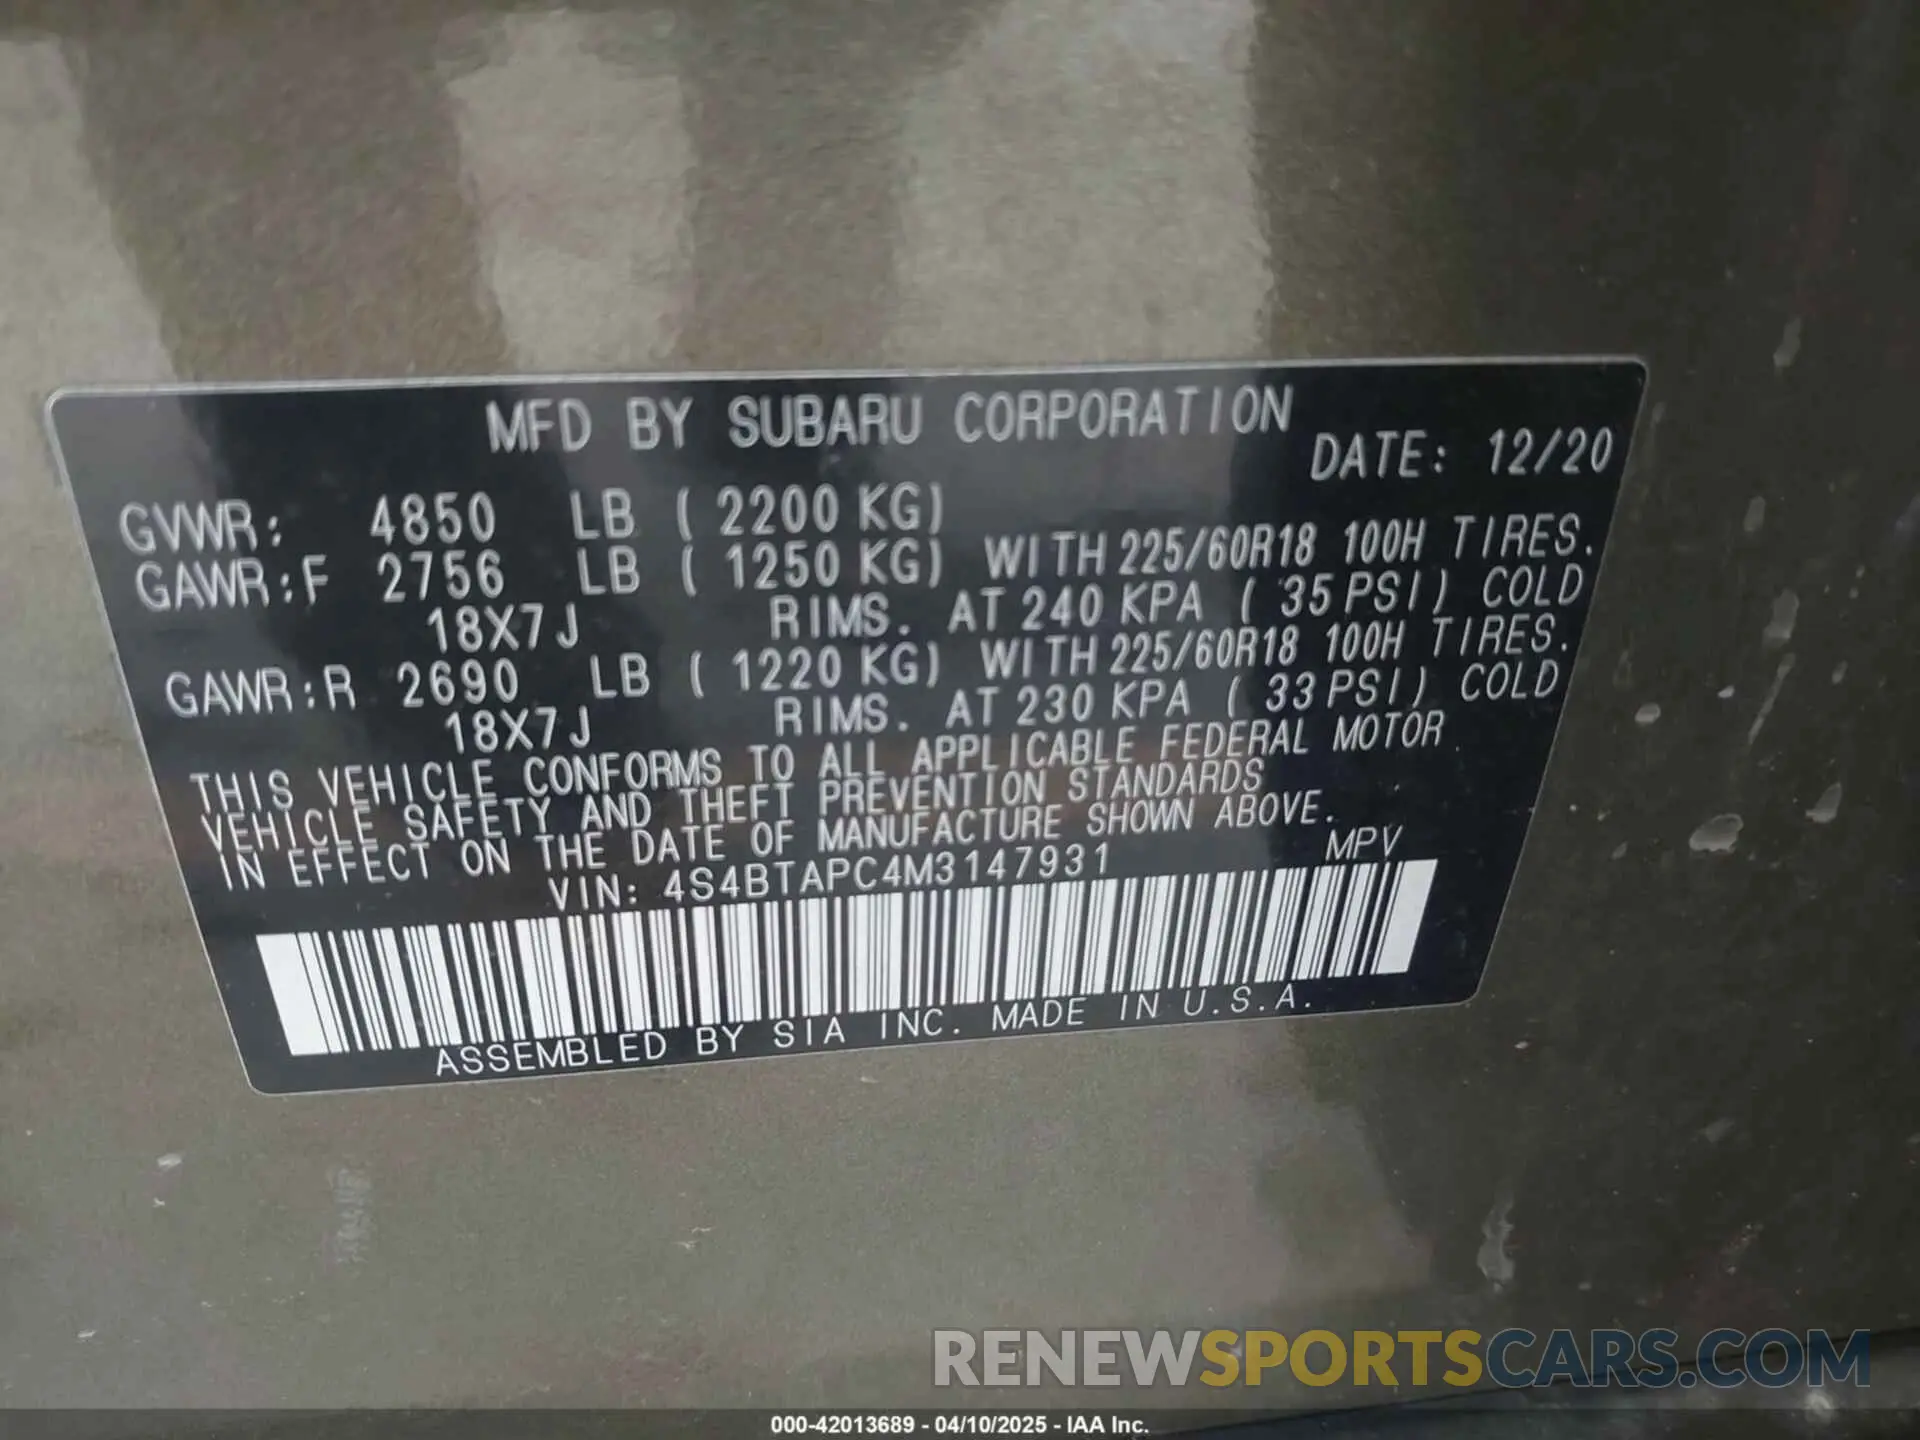 MFD BY SUBARU CORPORATION
DATE: 12/20
GVWR: 4850 LB ( 2200 KG)
GAWR:F 2756 LB ( 1250 KG) WITH 225/60R18 100H TIRES.
18X7J RIMS. AT 240 KPA ( 35 PSI) COLD
GAWR:R 2690 LB ( 1220 KG) WITH 225/60R18 100H TIRES.
18X7J RIMS. AT 230 KPA ( 33 PSI) COLD
THIS VEHICLE CONFORMS TO ALL APPLICABLE FEDERAL MOTOR
VEHICLE SAFETY AND THEFT PREVENTION STANDARDS
IN EFFECT ON THE DATE OF MANUFACTURE SHOWN ABOVE.
VIN: 4S4BTAPC4M3147931 MPV
ASSEMBLED BY SIA INC. MADE IN U.S.A.
RENEWSPORTSCARS.COM
000-42013689 - 04/10/2025 - IAA Inc.